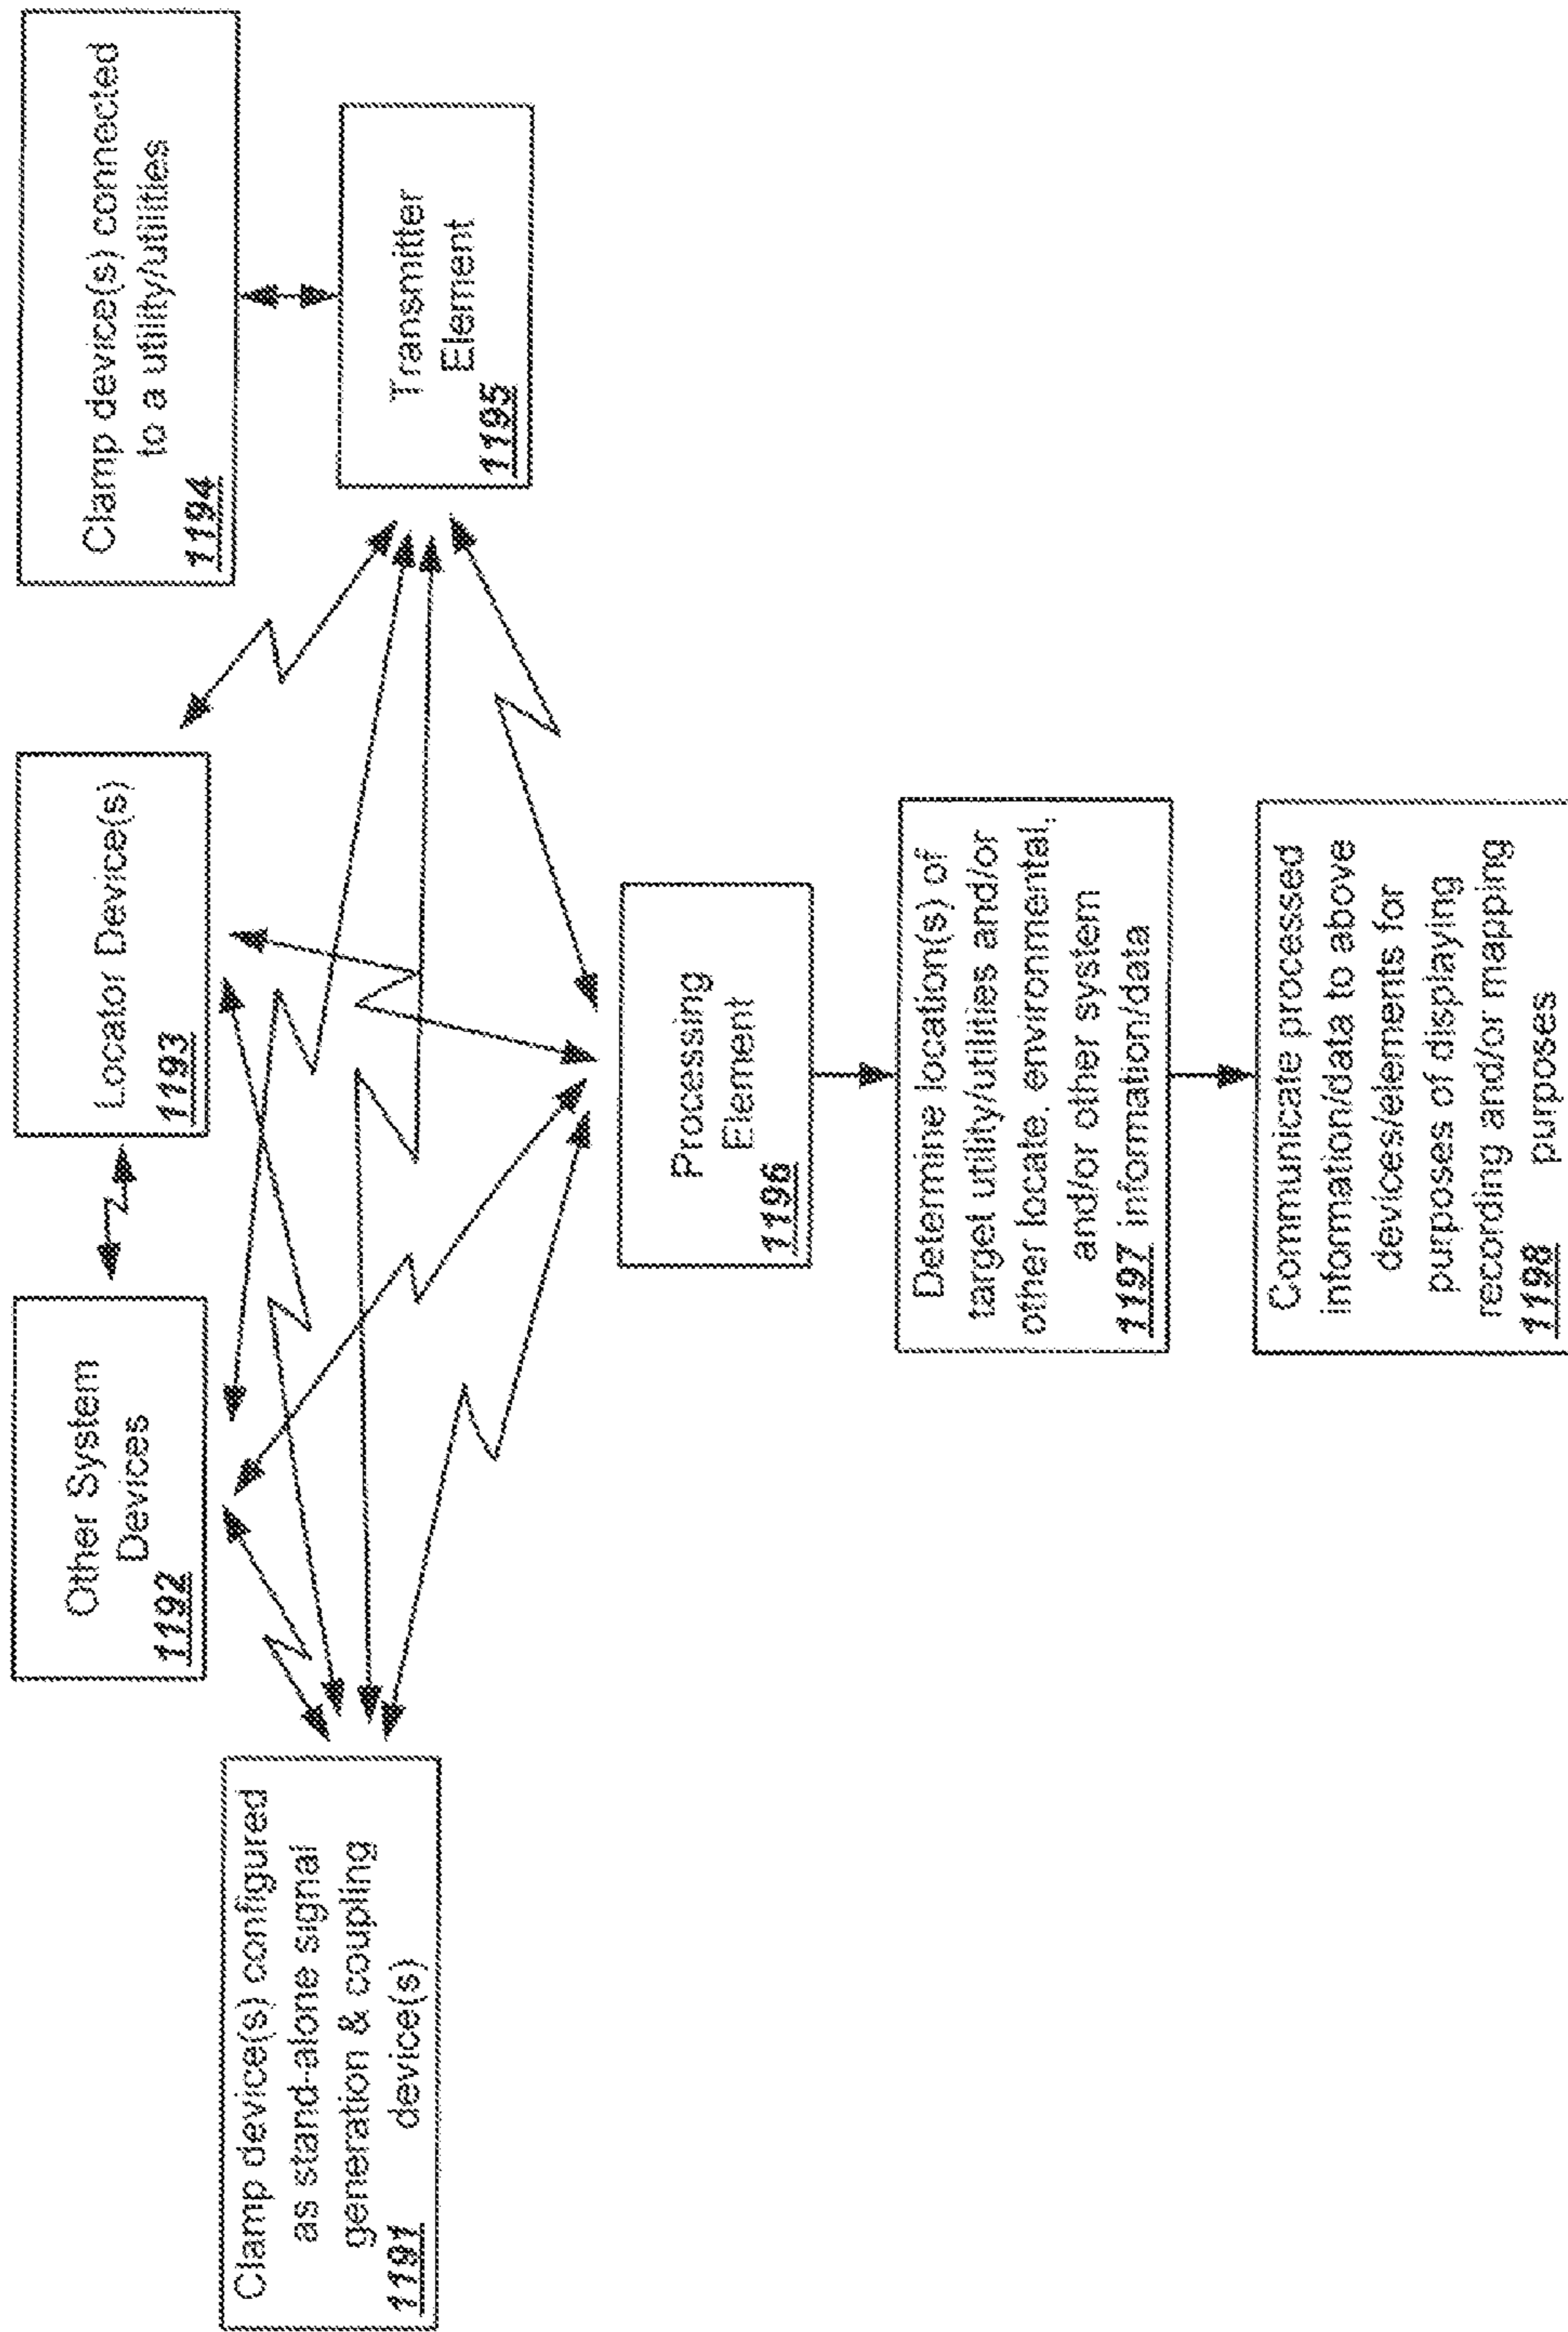 Clamp device(s) configured
as stand-alone signal
generation & coupling
1191 device(s)
Other System
Devices
1192
Locator Device(s)
1193
Clamp device(s) connected
to a utility/utilities
1194
Transmitter
Element
1195
Processing
Element
1196
Determine location(s) of
target utility/utilities and/or
other locate, environmental,
and/or other system
1197 information/data
Communicate processed
information/data to above
devices/elements for
purposes of displaying
recording and/or mapping
1198 purposes